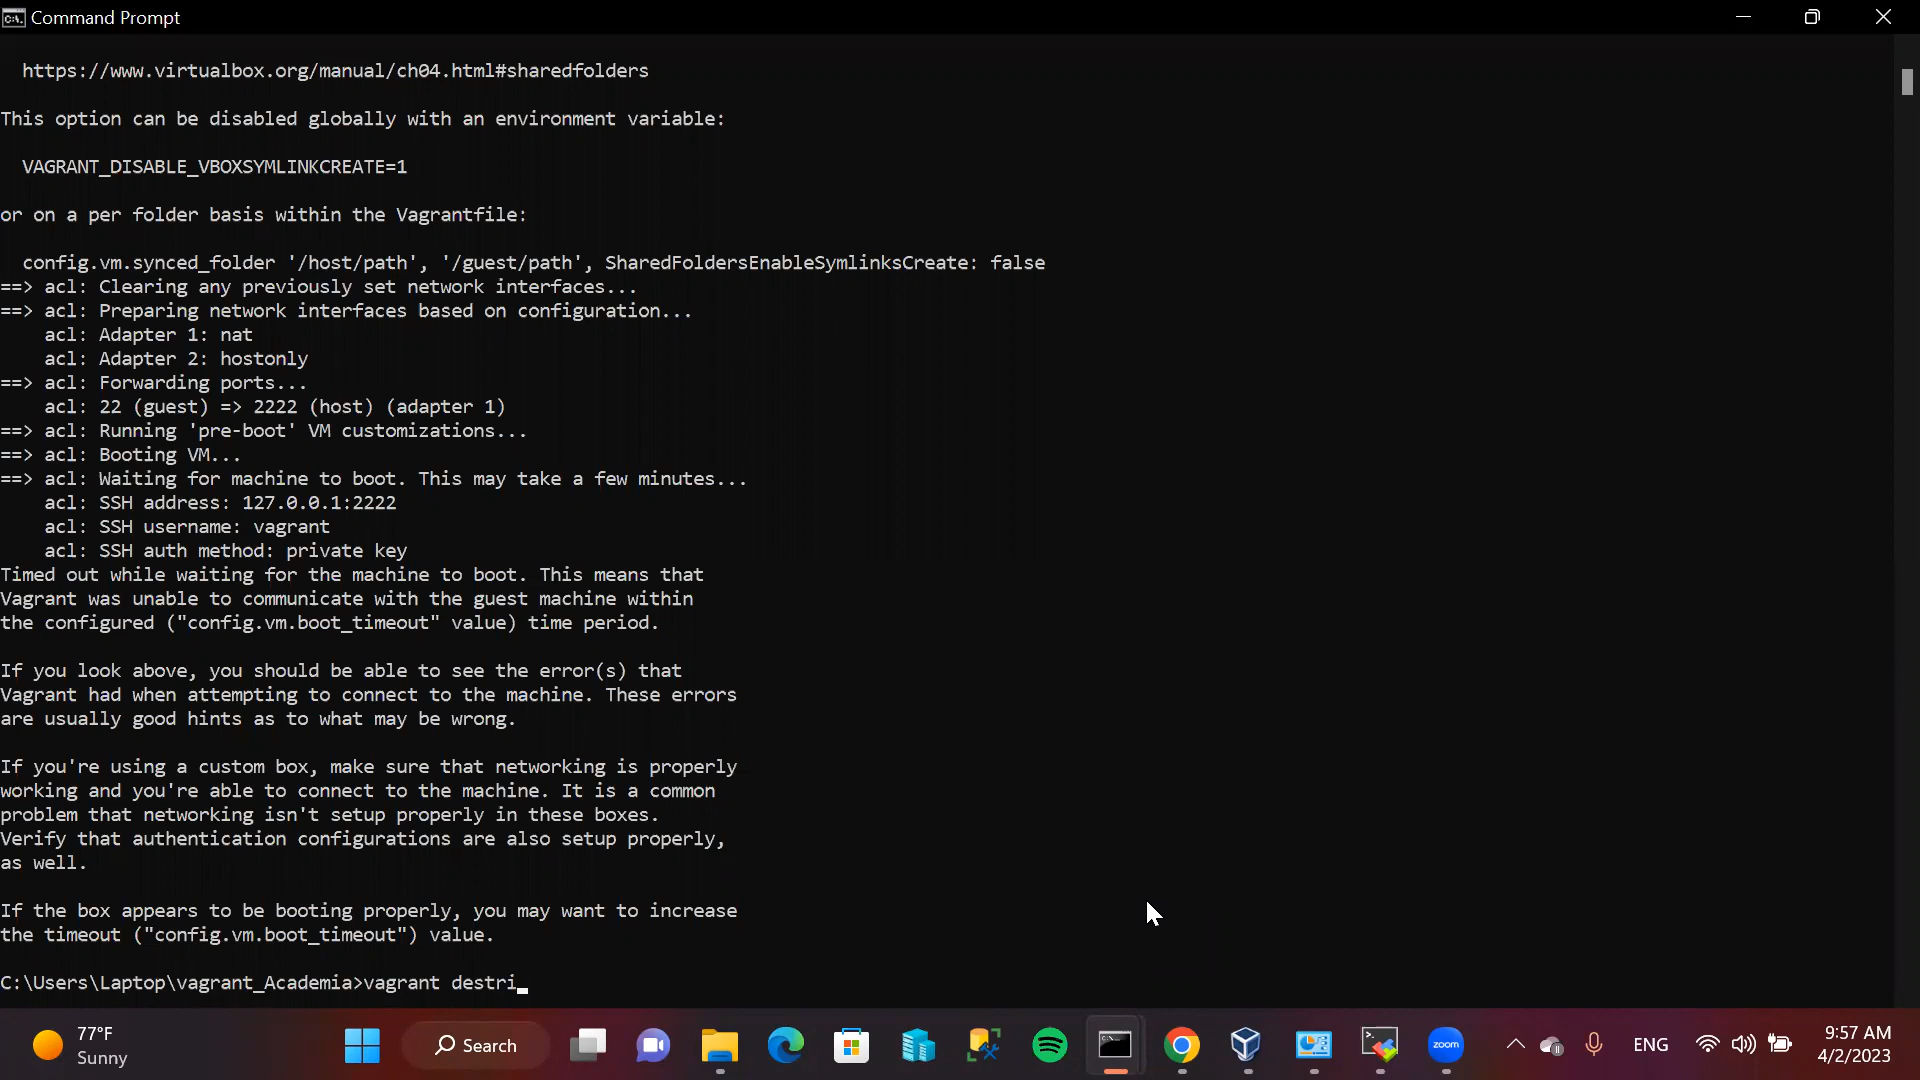 Command Prompt
https://www.virtualbox.org/manual/ch04.html#sharedfolders
This option can be disabled globally with an environment variable:
VAGRANT_DISABLE_VBOXSYMLINKCREATE=1
or on a per folder basis within the Vagrantfile:
config.vm.synced_folder '/host/path', '/guest/path', SharedFoldersEnableSymlinksCreate: false
==> acl: Clearing any previously set network interfaces...
==> acl: Preparing network interfaces based on configuration...
acl: Adapter 1: nat
acl: Adapter 2: hostonly
==> acl: Forwarding ports...
acl: 22 (guest) => 2222 (host) (adapter 1)
==> acl: Running 'pre-boot' VM customizations...
==> acl: Booting VM...
==> acl: Waiting for machine to boot. This may take a few minutes...
acl: SSH address: 127.0.0.1:2222
acl: SSH username: vagrant
acl: SSH auth method: private key
Timed out while waiting for the machine to boot. This means that
Vagrant was unable to communicate with the guest machine within
the configured ("config.vm.boot_timeout" value) time period.
If you look above, you should be able to see the error(s) that
Vagrant had when attempting to connect to the machine. These errors
are usually good hints as to what may be wrong.
If you're using a custom box, make sure that networking is properly
working and you're able to connect to the machine. It is a common
problem that networking isn't setup properly in these boxes.
Verify that authentication configurations are also setup properly,
as well.
If the box appears to be booting properly, you may want to increase
the timeout ("config.vm.boot_timeout") value.
C:\Users\Laptop\vagrant_Academia>vagrant destri_
77°F
Sunny
Search
zoom
ENG
9:57 AM
4/2/2023